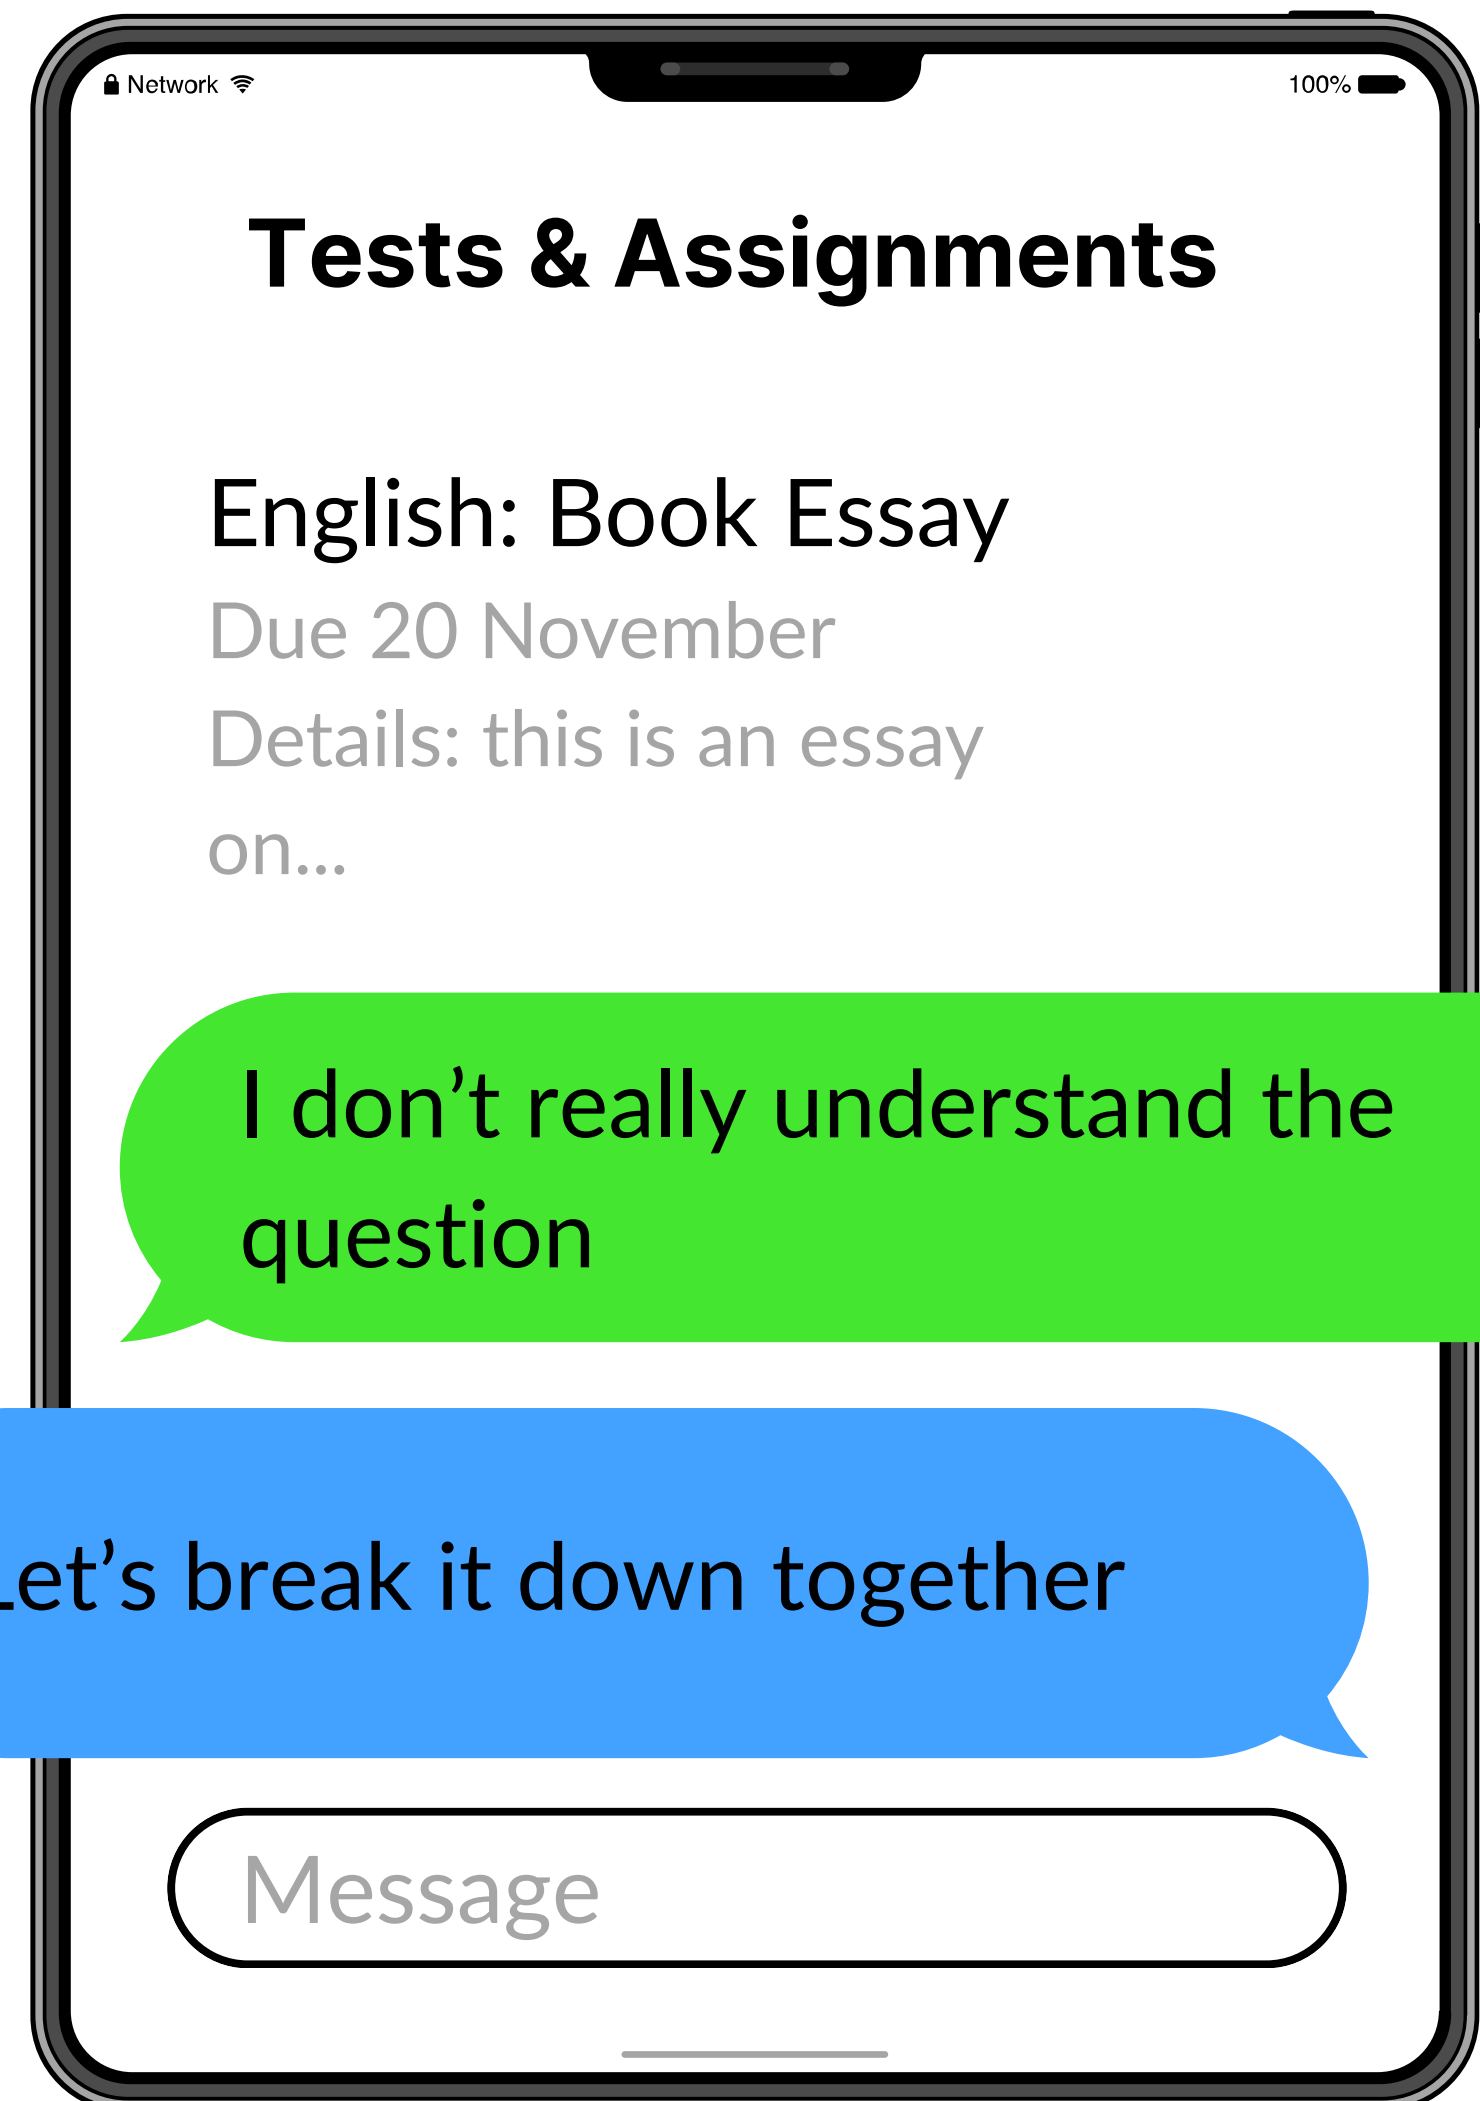 Network
100%
Tests & Assignments
English: Book Essay
Due 20 November
Details: this is an essay
on...
I don’t really understand the
question
Let’s break it down together
Message